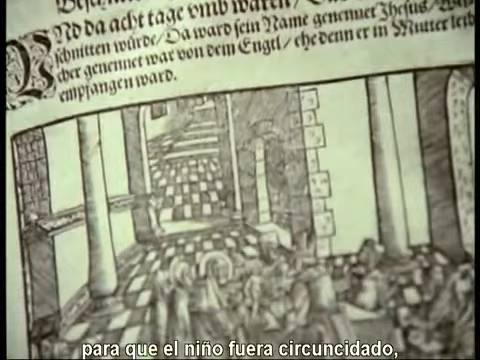 ND da acht tage vmb waren/
schnitten würde/Da ward sein Name genennet Jhesus/
cher genennet war von dem Engel/ ehe denn er in Mutter leib
empfangen ward.
para que el niño fuera circuncidado,